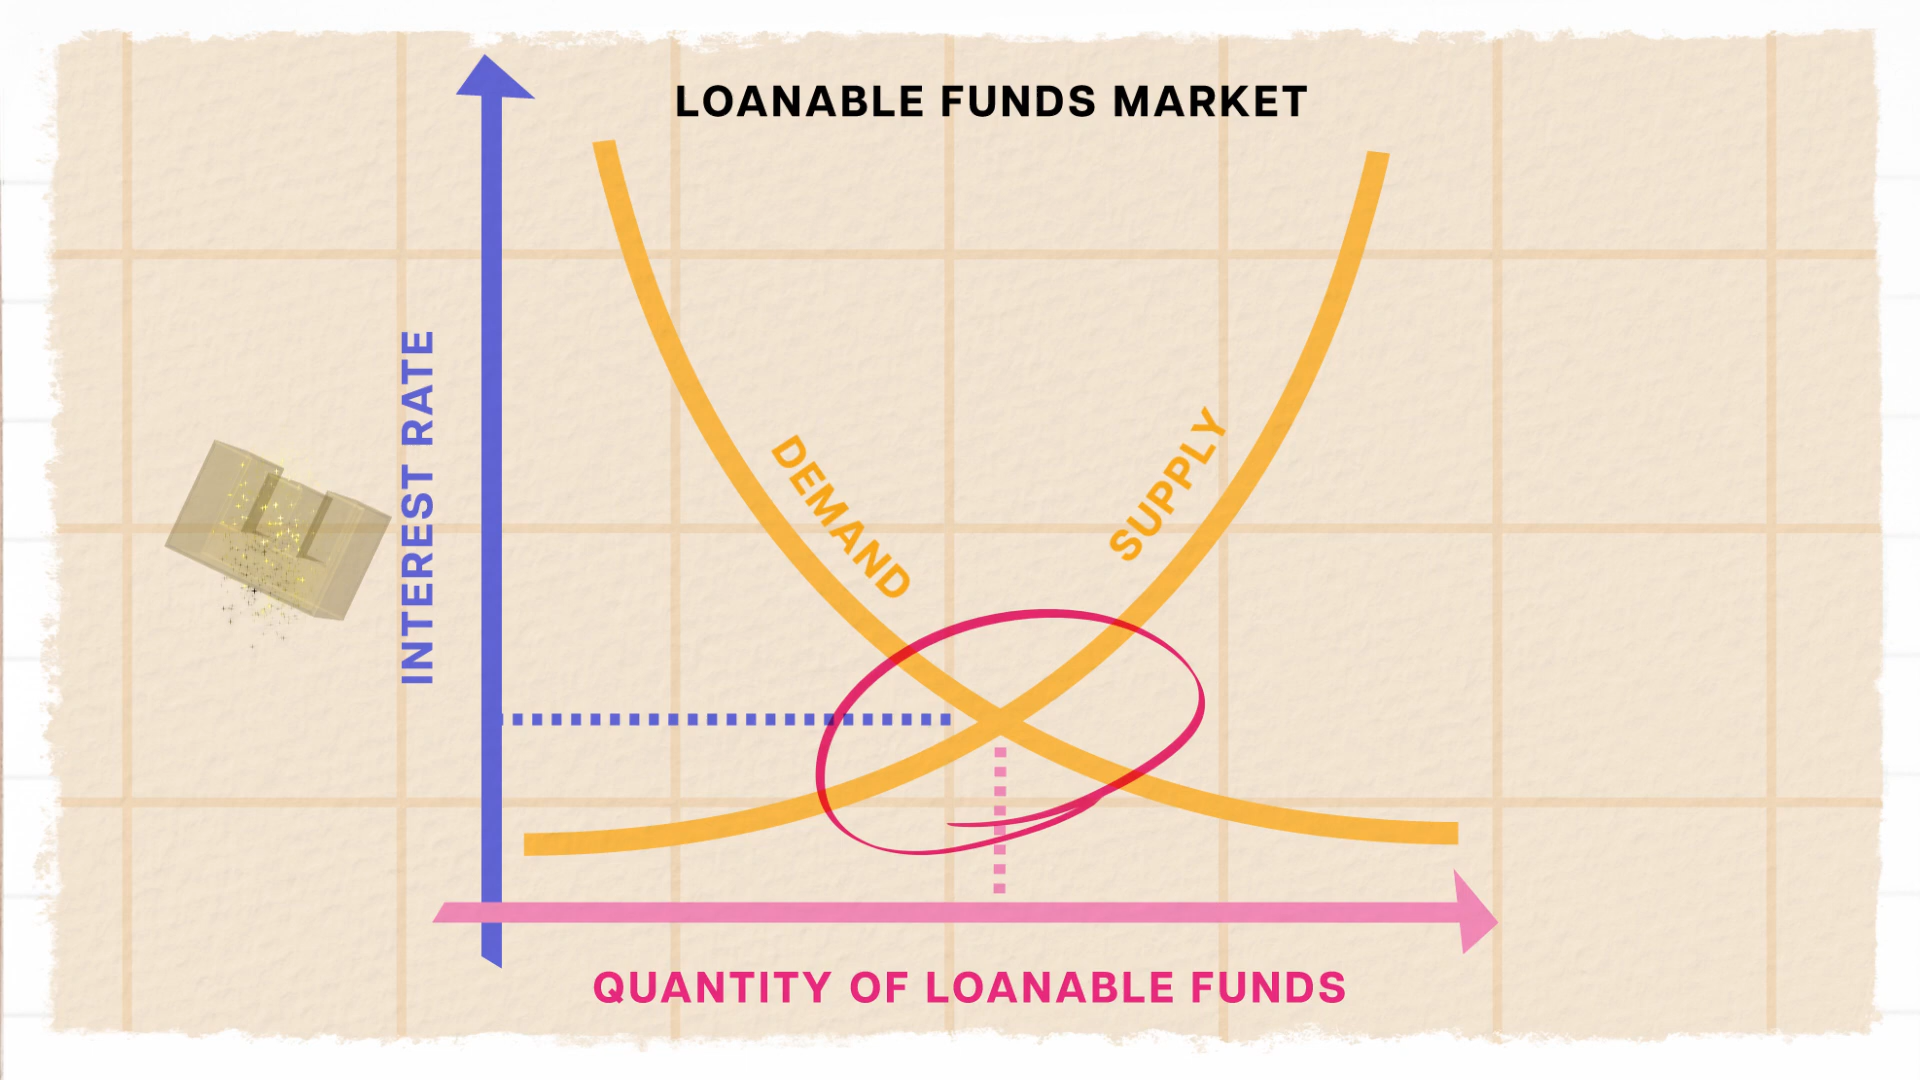 LOANABLE FUNDS MARKET
INTEREST RATE
DEMAND
SUPPLY
QUANTITY OF LOANABLE FUNDS